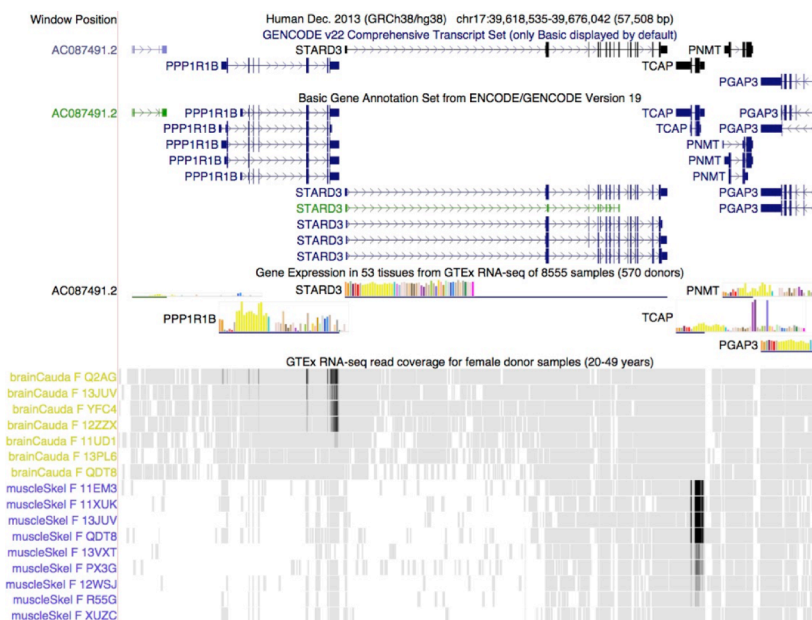 Window Position Human Dec. 2013 (GRCh38/hg38) chr17:39,618,535-39,676,042 (57,508 bp)
GENCODE v22 Comprehensive Transcript Set (only Basic displayed by default)
AC087491.2 STARD3 PNMT
PPP1R1B TCAP
PGAP3
Basic Gene Annotation Set from ENCODE/GENCODE Version 19
AC087491.2 PPP1R1B TCAP PGAP3
PPP1R1B TCAP PGAP3
PPP1R1B PNMT
PPP1R1B PNMT
PPP1R1B PNMT
STARD3 PGAP3
STARD3 PGAP3
STARD3
STARD3
STARD3
Gene Expression in 53 tissues from GTEx RNA-seq of 8555 samples (570 donors)
AC087491.2 STARD3 PNMT
PPP1R1B TCAP
PGAP3
GTEx RNA-seq read coverage for female donor samples (20-49 years)
brainCauda F Q2AG
brainCauda F 13JUV
brainCauda F YFC4
brainCauda F 12ZZX
brainCauda F 11UD1
brainCauda F 13PL6
brainCauda F QDT8
muscleSkel F 11EM3
muscleSkel F 11XUK
muscleSkel F 13JUV
muscleSkel F QDT8
muscleSkel F 13VXT
muscleSkel F PX3G
muscleSkel F 12WSJ
muscleSkel F R55G
muscleSkel F XUZC